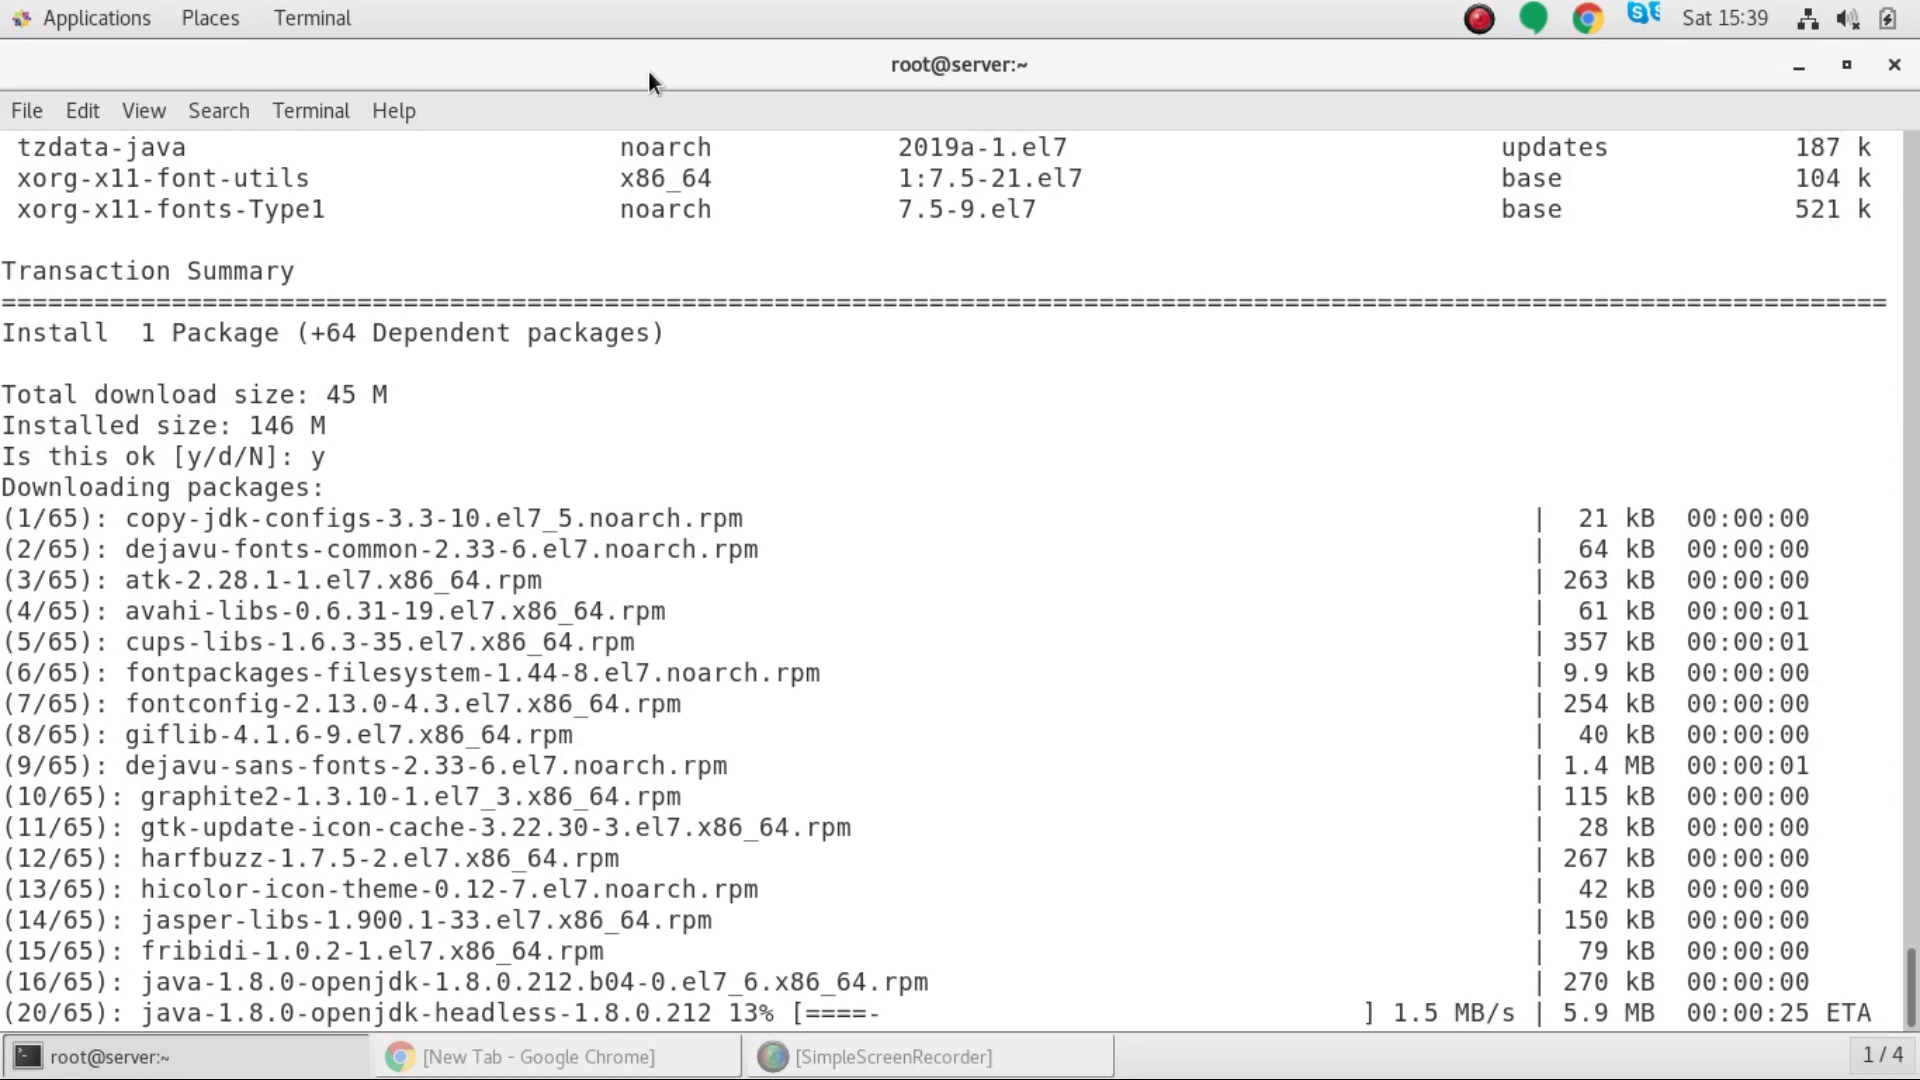 Applications Places Terminal Sat 15:39
root@server:~
File Edit View Search Terminal Help
tzdata-java noarch 2019a-1.el7 updates 187 k
xorg-x11-font-utils x86_64 1:7.5-21.el7 base 104 k
xorg-x11-fonts-Type1 noarch 7.5-9.el7 base 521 k
Transaction Summary
================================================================================
Install  1 Package (+64 Dependent packages)
Total download size: 45 M
Installed size: 146 M
Is this ok [y/d/N]: y
Downloading packages:
(1/65): copy-jdk-configs-3.3-10.el7_5.noarch.rpm | 21 kB 00:00:00
(2/65): dejavu-fonts-common-2.33-6.el7.noarch.rpm | 64 kB 00:00:00
(3/65): atk-2.28.1-1.el7.x86_64.rpm | 263 kB 00:00:00
(4/65): avahi-libs-0.6.31-19.el7.x86_64.rpm | 61 kB 00:00:01
(5/65): cups-libs-1.6.3-35.el7.x86_64.rpm | 357 kB 00:00:01
(6/65): fontpackages-filesystem-1.44-8.el7.noarch.rpm | 9.9 kB 00:00:00
(7/65): fontconfig-2.13.0-4.3.el7.x86_64.rpm | 254 kB 00:00:00
(8/65): giflib-4.1.6-9.el7.x86_64.rpm | 40 kB 00:00:00
(9/65): dejavu-sans-fonts-2.33-6.el7.noarch.rpm | 1.4 MB 00:00:01
(10/65): graphite2-1.3.10-1.el7_3.x86_64.rpm | 115 kB 00:00:00
(11/65): gtk-update-icon-cache-3.22.30-3.el7.x86_64.rpm | 28 kB 00:00:00
(12/65): harfbuzz-1.7.5-2.el7.x86_64.rpm | 267 kB 00:00:00
(13/65): hicolor-icon-theme-0.12-7.el7.noarch.rpm | 42 kB 00:00:00
(14/65): jasper-libs-1.900.1-33.el7.x86_64.rpm | 150 kB 00:00:00
(15/65): fribidi-1.0.2-1.el7.x86_64.rpm | 79 kB 00:00:00
(16/65): java-1.8.0-openjdk-1.8.0.212.b04-0.el7_6.x86_64.rpm | 270 kB 00:00:00
(20/65): java-1.8.0-openjdk-headless-1.8.0.212 13% [====- ] 1.5 MB/s | 5.9 MB 00:00:25 ETA
root@server:~ [New Tab - Google Chrome] [SimpleScreenRecorder] 1 / 4